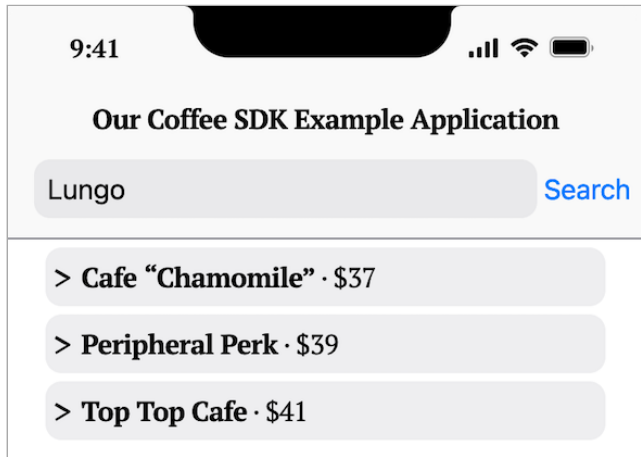 9:41
Our Coffee SDK Example Application
Lungo Search
> Cafe “Chamomile” · $37
> Peripheral Perk · $39
> Top Top Cafe · $41